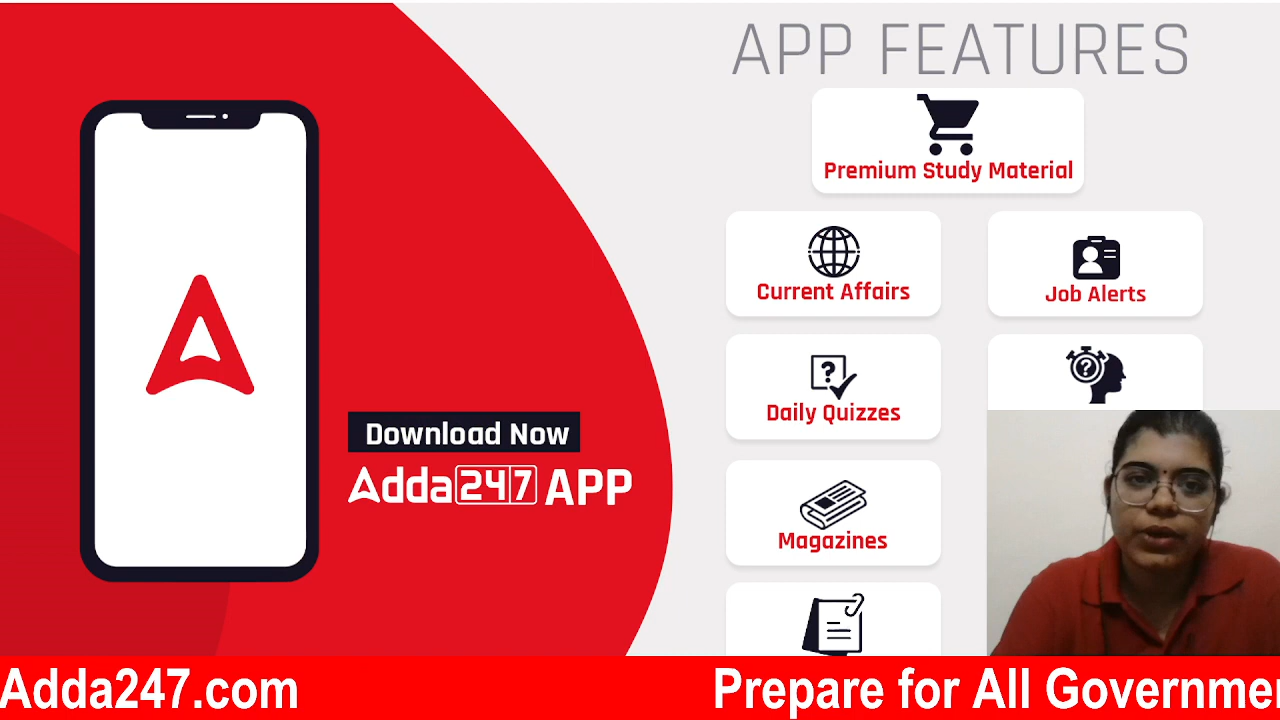 APP FEATURES
Premium Study Material
Current Affairs
Job Alerts
Daily Quizzes
Download Now
Adda247 APP
Magazines
Adda247.com
Prepare for All Governme